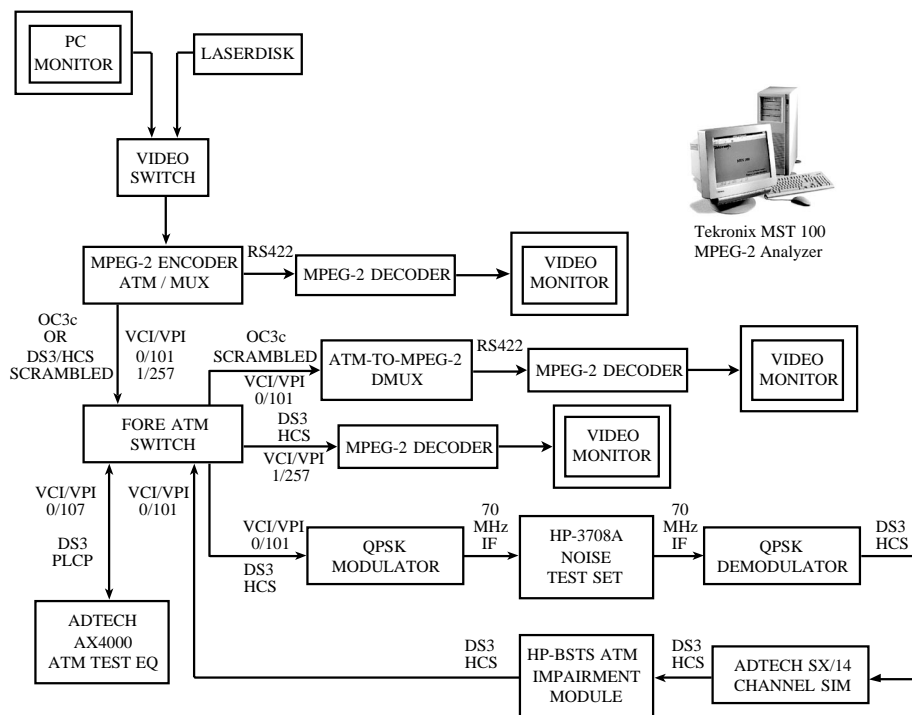 PC
MONITOR
LASERDISK
VIDEO
SWITCH
Tekronix MST 100
MPEG-2 Analyzer
MPEG-2 ENCODER
ATM / MUX
RS422
MPEG-2 DECODER
VIDEO
MONITOR
OC3c
OR
DS3/HCS
SCRAMBLED
VCI/VPI
0/101
1/257
OC3c
SCRAMBLED
VCI/VPI
0/101
ATM-TO-MPEG-2
DMUX
RS422
MPEG-2 DECODER
VIDEO
MONITOR
FORE ATM
SWITCH
DS3
HCS
VCI/VPI
1/257
MPEG-2 DECODER
VIDEO
MONITOR
VCI/VPI
0/107
DS3
PLCP
VCI/VPI
0/101
VCI/VPI
0/101
DS3
HCS
QPSK
MODULATOR
70
MHz
IF
HP-3708A
NOISE
TEST SET
70
MHz
IF
QPSK
DEMODULATOR
DS3
HCS
ADTECH
AX4000
ATM TEST EQ
DS3
HCS
HP-BSTS ATM
IMPAIRMENT
MODULE
DS3
HCS
ADTECH SX/14
CHANNEL SIM